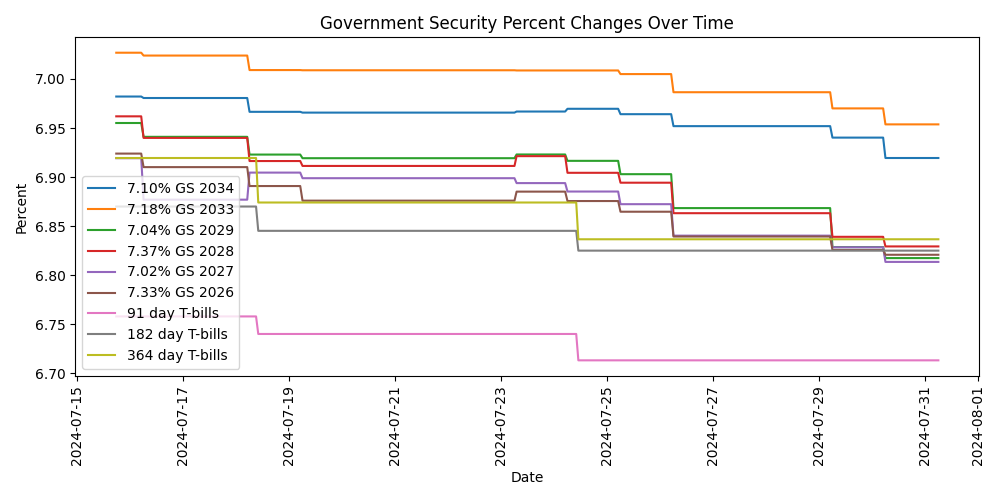 Government Security Percent Changes Over Time
Percent
7.00
6.95
6.90
6.85
6.80
6.75
6.70
7.10% GS 2034
7.18% GS 2033
7.04% GS 2029
7.37% GS 2028
7.02% GS 2027
7.33% GS 2026
91 day T-bills
182 day T-bills
364 day T-bills
2024-07-15
2024-07-17
2024-07-19
2024-07-21
2024-07-23
2024-07-25
2024-07-27
2024-07-29
2024-07-31
2024-08-01
Date